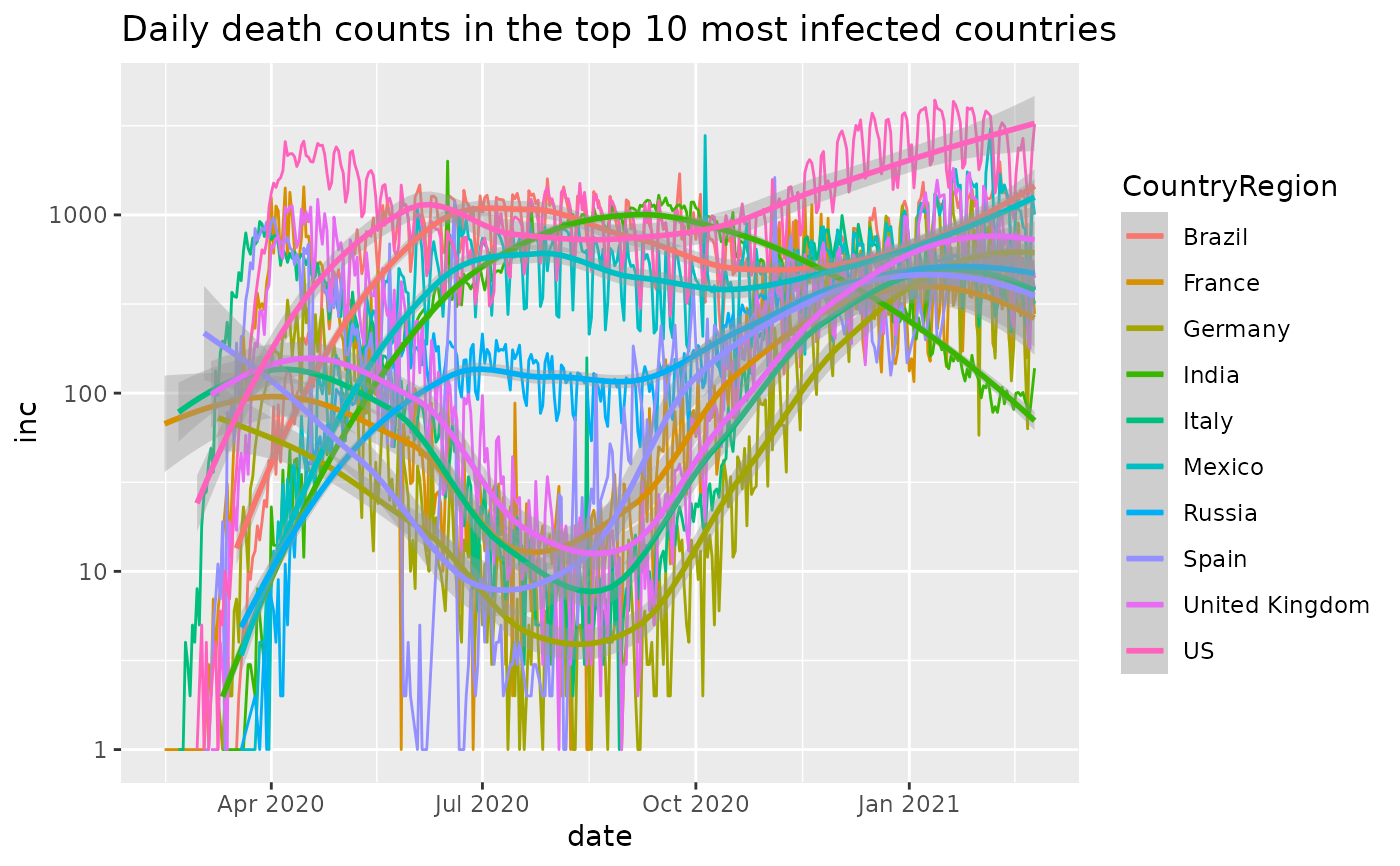 Daily death counts in the top 10 most infected countries
inc
1000
100
10
1
Apr 2020
Jul 2020
Oct 2020
Jan 2021
date
CountryRegion
Brazil
France
Germany
India
Italy
Mexico
Russia
Spain
United Kingdom
US